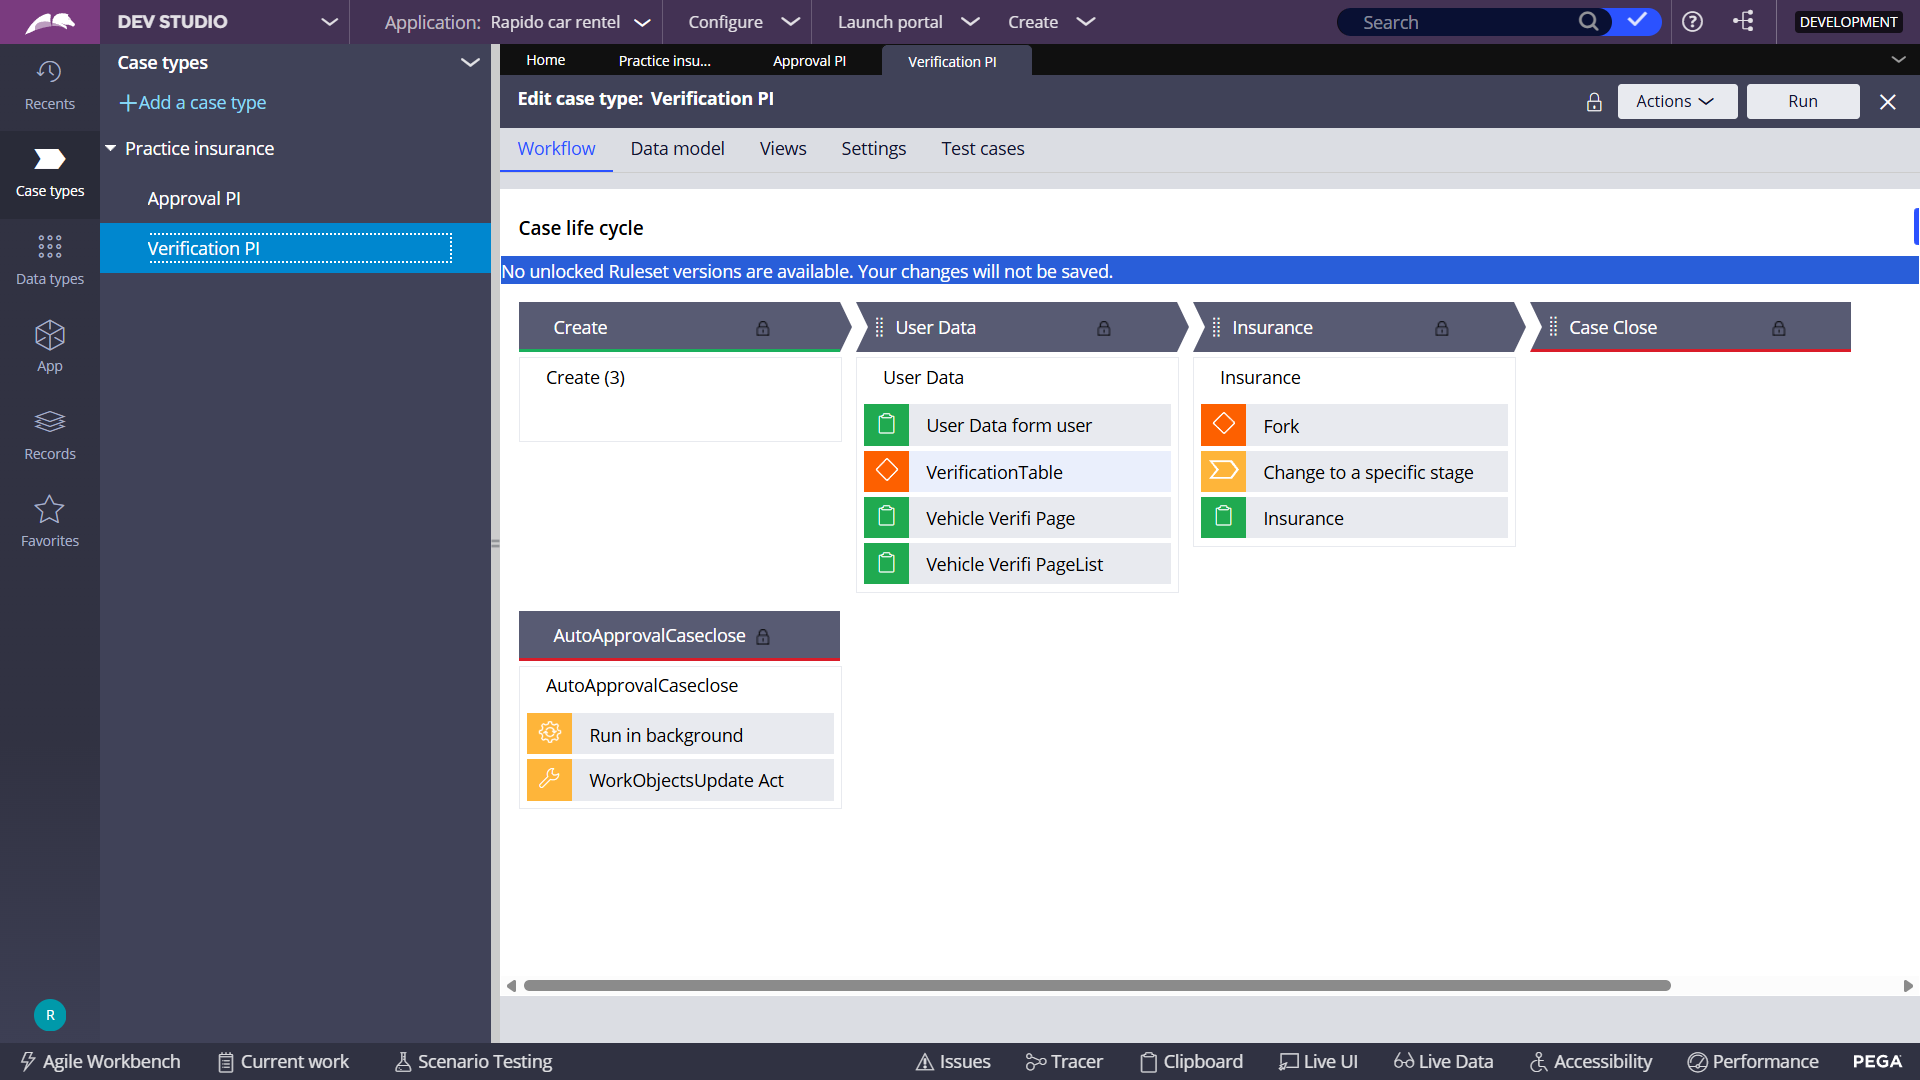 DEV STUDIO
Application: Rapido car rentel
Configure
Launch portal
Create
Search
DEVELOPMENT
Recents
Case types
Data types
App
Records
Favorites
R
Case types
Add a case type
Practice insurance
Approval PI
Verification PI
Home
Practice insu...
Approval PI
Verification PI
Edit case type: Verification PI
Actions
Run
Workflow
Data model
Views
Settings
Test cases
Case life cycle
No unlocked Ruleset versions are available. Your changes will not be saved.
Create
User Data
Insurance
Case Close
Create (3)
User Data
User Data form user
VerificationTable
Vehicle Verifi Page
Vehicle Verifi PageList
Insurance
Fork
Change to a specific stage
Insurance
AutoApprovalCaseclose
AutoApprovalCaseclose
Run in background
WorkObjectsUpdate Act
Agile Workbench
Current work
Scenario Testing
Issues
Tracer
Clipboard
Live UI
Live Data
Accessibility
Performance
PEGA